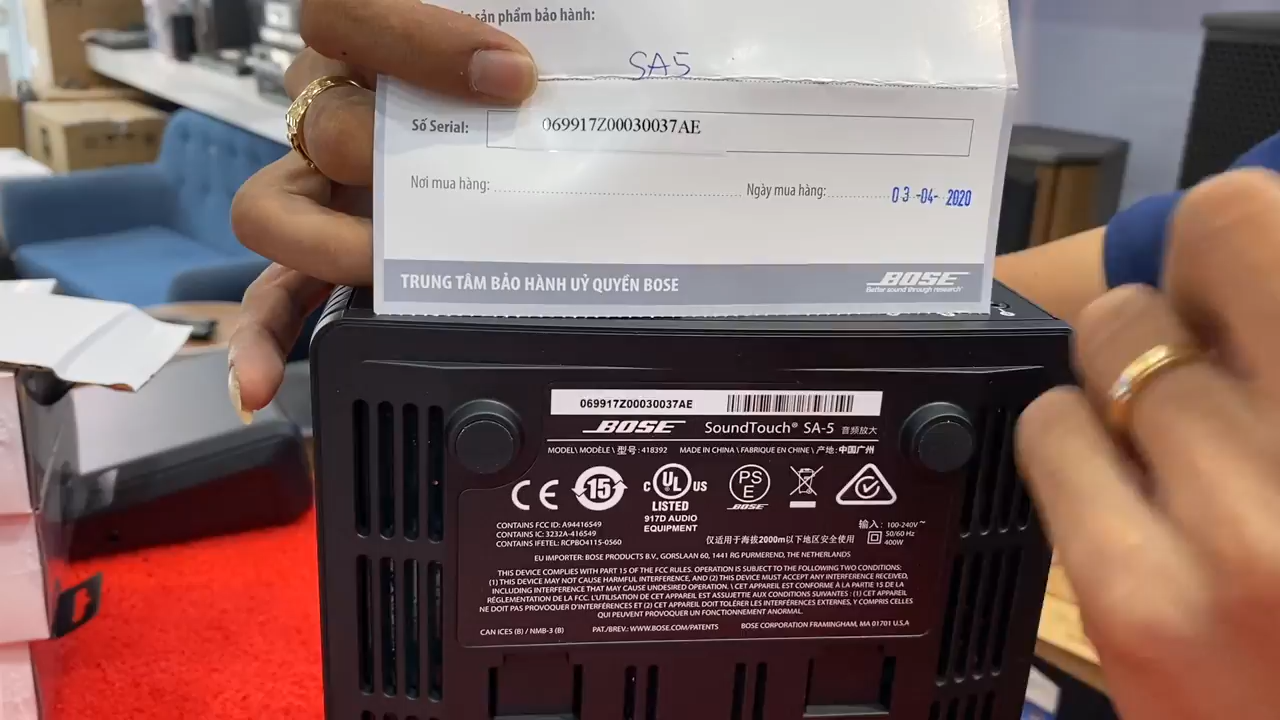 sản phẩm bảo hành:
SA5
Số Serial: 069917Z00030037AE
Nơi mua hàng: Ngày mua hàng: 03-04-2020
TRUNG TÂM BẢO HÀNH UỶ QUYỀN BOSE
BOSE
Better sound through research®
069917Z00030037AE
BOSE SoundTouch® SA-5 音频放大
MODEL\ MODÈLE \ 型号: 418392 MADE IN CHINA \ FABRIQUE EN CHINE \ 产地: 中国广州
CE 15 C UL US PS E
LISTED BOSE
917D AUDIO
EQUIPMENT
CONTAINS FCC ID: A94416549
CONTAINS IC: 3232A-416549
CONTAINS IFETEL: RCPBO4115-0560
仅适用于海拔2000m以下地区安全使用
输入: 100-240V~
50/60 Hz
400W
EU IMPORTER: BOSE PRODUCTS B.V., GORSLAAN 60, 1441 RG PURMEREND, THE NETHERLANDS
THIS DEVICE COMPLIES WITH PART 15 OF THE FCC RULES. OPERATION IS SUBJECT TO THE FOLLOWING TWO CONDITIONS:
(1) THIS DEVICE MAY NOT CAUSE HARMFUL INTERFERENCE, AND (2) THIS DEVICE MUST ACCEPT ANY INTERFERENCE RECEIVED,
INCLUDING INTERFERENCE THAT MAY CAUSE UNDESIRED OPERATION. \ CET APPAREIL EST CONFORME À LA PARTIE 15 DE LA
RÉGLEMENTATION DE LA FCC. L'UTILISATION DE CET APPAREIL EST ASSUJETTIE AUX DEUX CONDITIONS SUIVANTES : (1) CET APPAREIL
NE DOIT PAS PROVOQUER D'INTERFÉRENCES ET (2) CET APPAREIL DOIT TOLÉRER LES INTERFÉRENCES EXTERNES, Y COMPRIS CELLES
QUI PEUVENT PROVOQUER UN FONCTIONNEMENT ANORMAL.
CAN ICES (B) / NMB-3 (B) PAT./BREV.: WWW.BOSE.COM/PATENTS BOSE CORPORATION FRAMINGHAM, MA 01701 U.S.A